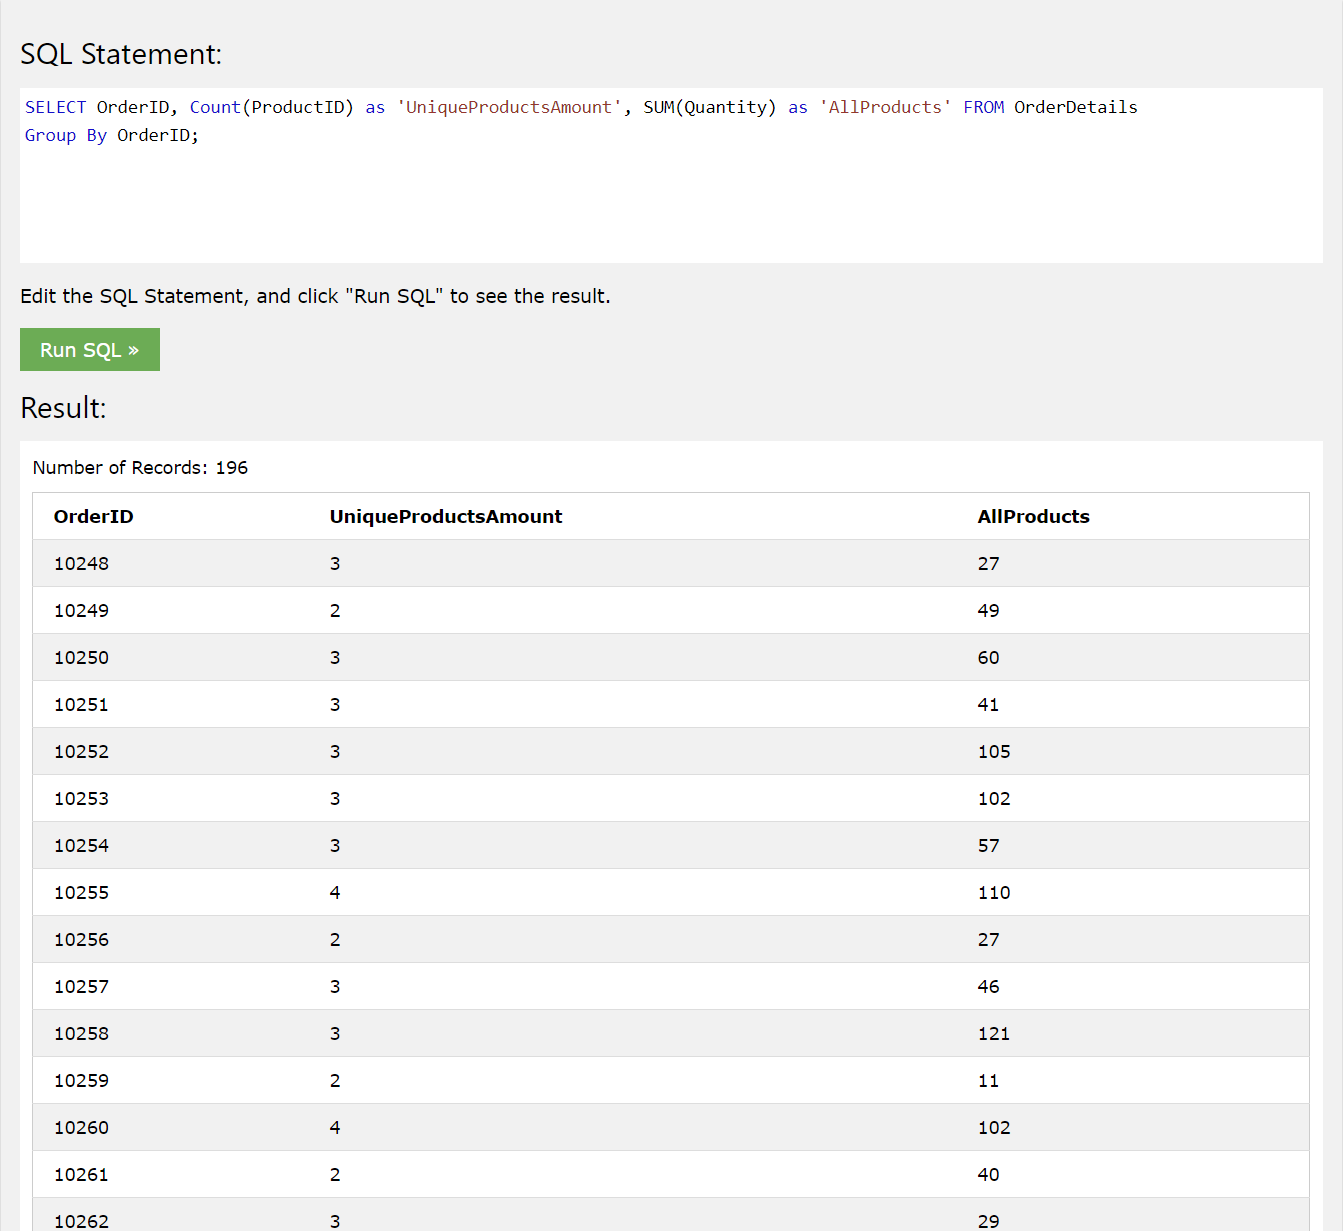 SQL Statement:
SELECT OrderID, Count(ProductID) as 'UniqueProductsAmount', SUM(Quantity) as 'AllProducts' FROM OrderDetails
Group By OrderID;
Edit the SQL Statement, and click "Run SQL" to see the result.
Run SQL »
Result:
Number of Records: 196
OrderID UniqueProductsAmount AllProducts
10248 3 27
10249 2 49
10250 3 60
10251 3 41
10252 3 105
10253 3 102
10254 3 57
10255 4 110
10256 2 27
10257 3 46
10258 3 121
10259 2 11
10260 4 102
10261 2 40
10262 3 29